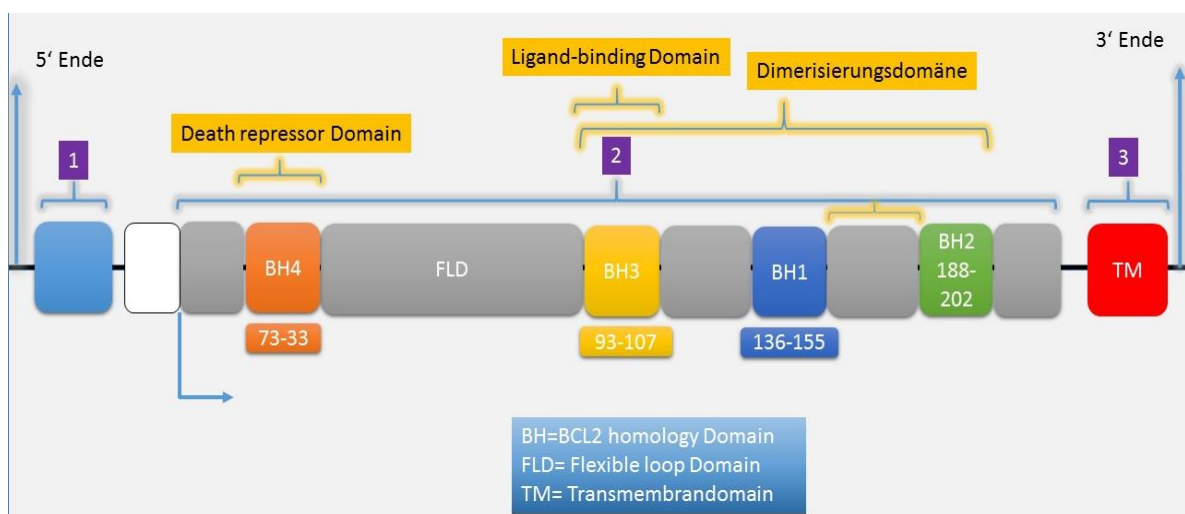 5‘ Ende
3‘ Ende
Ligand-binding Domain
Dimerisierungsdomäne
Death repressor Domain
1
2
3
BH4
FLD
BH3
BH1
BH2
188-
202
TM
73-33
93-107
136-155
BH=BCL2 homology Domain
FLD= Flexible loop Domain
TM= Transmembrandomain